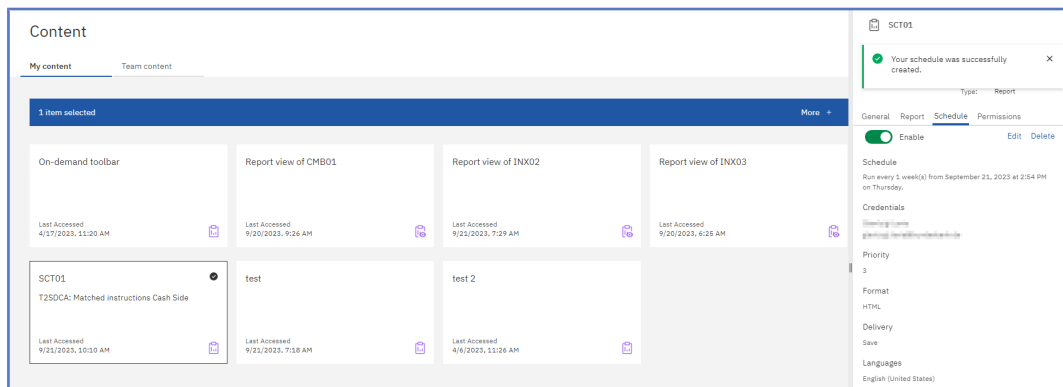 Content
My content
Team content
1 item selected
More +
On-demand toolbar
Last Accessed
4/17/2023, 11:20 AM
Report view of CMB01
Last Accessed
9/20/2023, 9:26 AM
Report view of INX02
Last Accessed
9/21/2023, 7:29 AM
Report view of INX03
Last Accessed
9/20/2023, 6:25 AM
SCT01
T2SDCA: Matched instructions Cash Side
Last Accessed
9/21/2023, 10:10 AM
test
Last Accessed
9/21/2023, 7:18 AM
test 2
Last Accessed
4/6/2023, 11:26 AM
SCT01
Your schedule was successfully
created.
Type: Report
General Report Schedule Permissions
Enable
Edit Delete
Schedule
Run every 1 week(s) from September 21, 2023 at 2:54 PM
on Thursday.
Credentials
Priority
3
Format
HTML
Delivery
Save
Languages
English (United States)